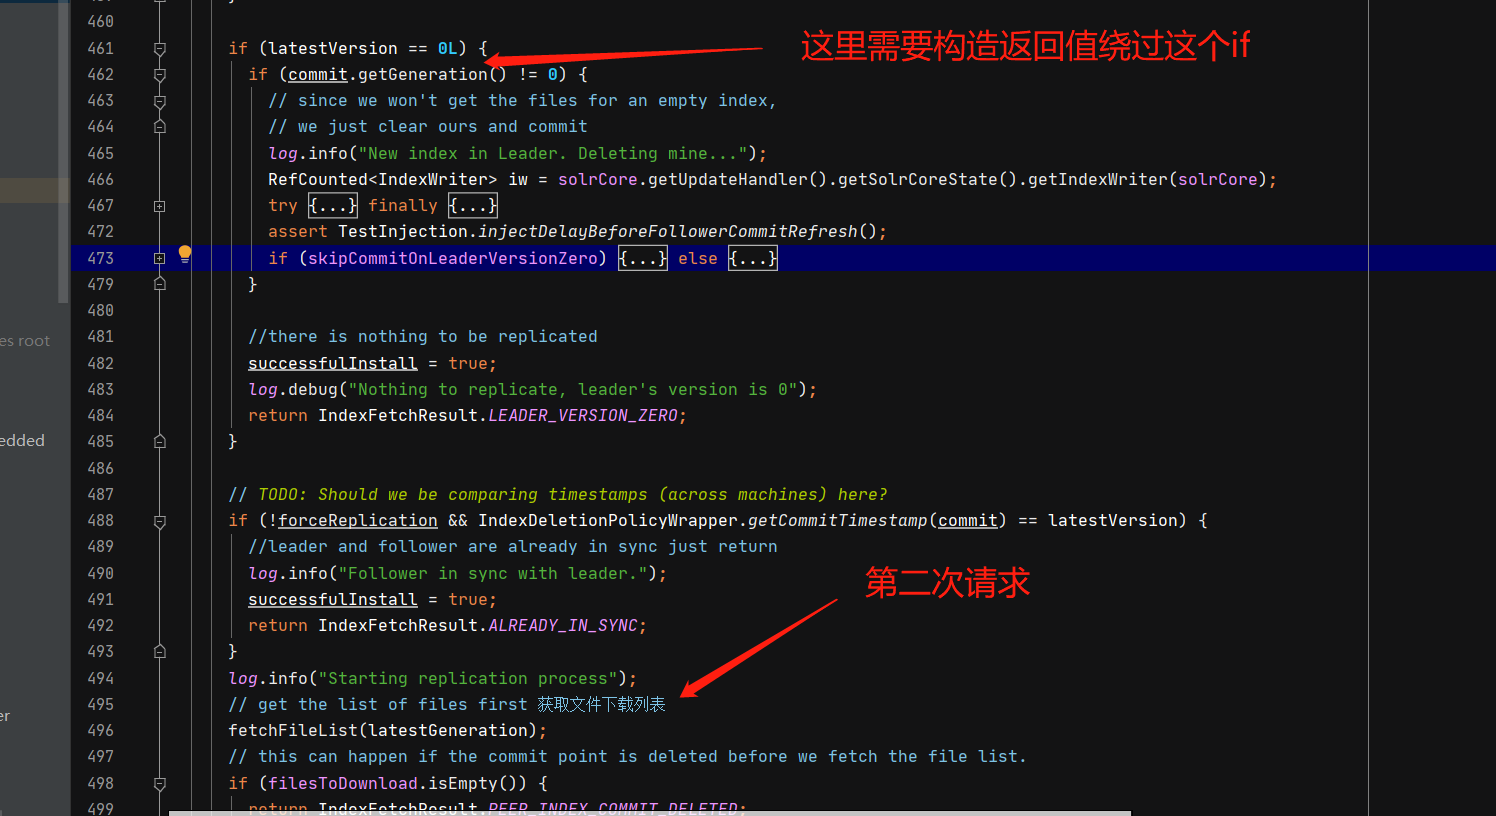 460
461 if (latestVersion == 0L) {
这里需要构造返回值绕过这个if
462 if (commit.getGeneration() != 0) {
463 // since we won't get the files for an empty index,
464 // we just clear ours and commit
465 log.info("New index in Leader. Deleting mine...");
466 RefCounted<IndexWriter> iw = solrCore.getUpdateHandler().getSolrCoreState().getIndexWriter(solrCore);
467 try {...} finally {...}
472 assert TestInjection.injectDelayBeforeFollowerCommitRefresh();
473 if (skipCommitOnLeaderVersionZero) {...} else {...}
479 }
480
481 //there is nothing to be replicated
es root
482 successfulInstall = true;
483 log.debug("Nothing to replicate, leader's version is 0");
484 return IndexFetchResult.LEADER_VERSION_ZERO;
edded
485 }
486
487 // TODO: Should we be comparing timestamps (across machines) here?
488 if (!forceReplication && IndexDeletionPolicyWrapper.getCommitTimestamp(commit) == latestVersion) {
489 //leader and follower are already in sync just return
490 log.info("Follower in sync with leader.");
第二次请求
491 successfulInstall = true;
492 return IndexFetchResult.ALREADY_IN_SYNC;
493 }
494 log.info("Starting replication process");
495 // get the list of files first 获取文件下载列表
er
496 fetchFileList(latestGeneration);
497 // this can happen if the commit point is deleted before we fetch the file list.
498 if (filesToDownload.isEmpty()) {
499 return IndexFetchResult.PEER_INDEX_COMMIT_DELETED;